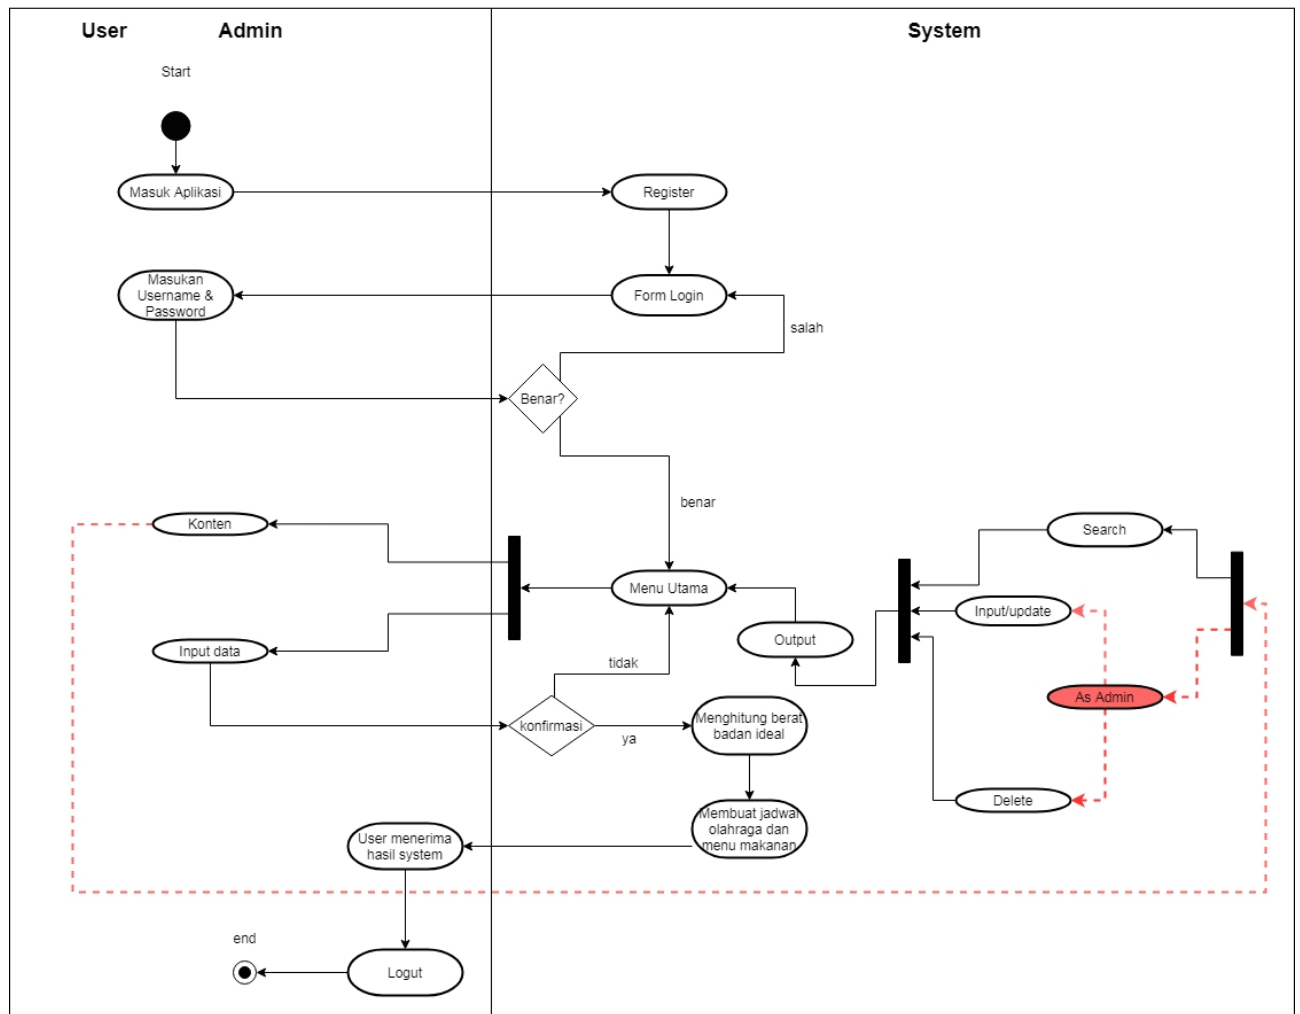 User
Admin
System
Start
Masuk Aplikasi
Register
Masukan
Username &
Password
Form Login
salah
Benar?
benar
Konten
Search
Menu Utama
Input/update
Output
Input data
tidak
As Admin
konfirmasi
ya
Menghitung berat
badan ideal
Delete
Membuat jadwal
olahraga dan
menu makanan
User menerima
hasil system
end
Logut